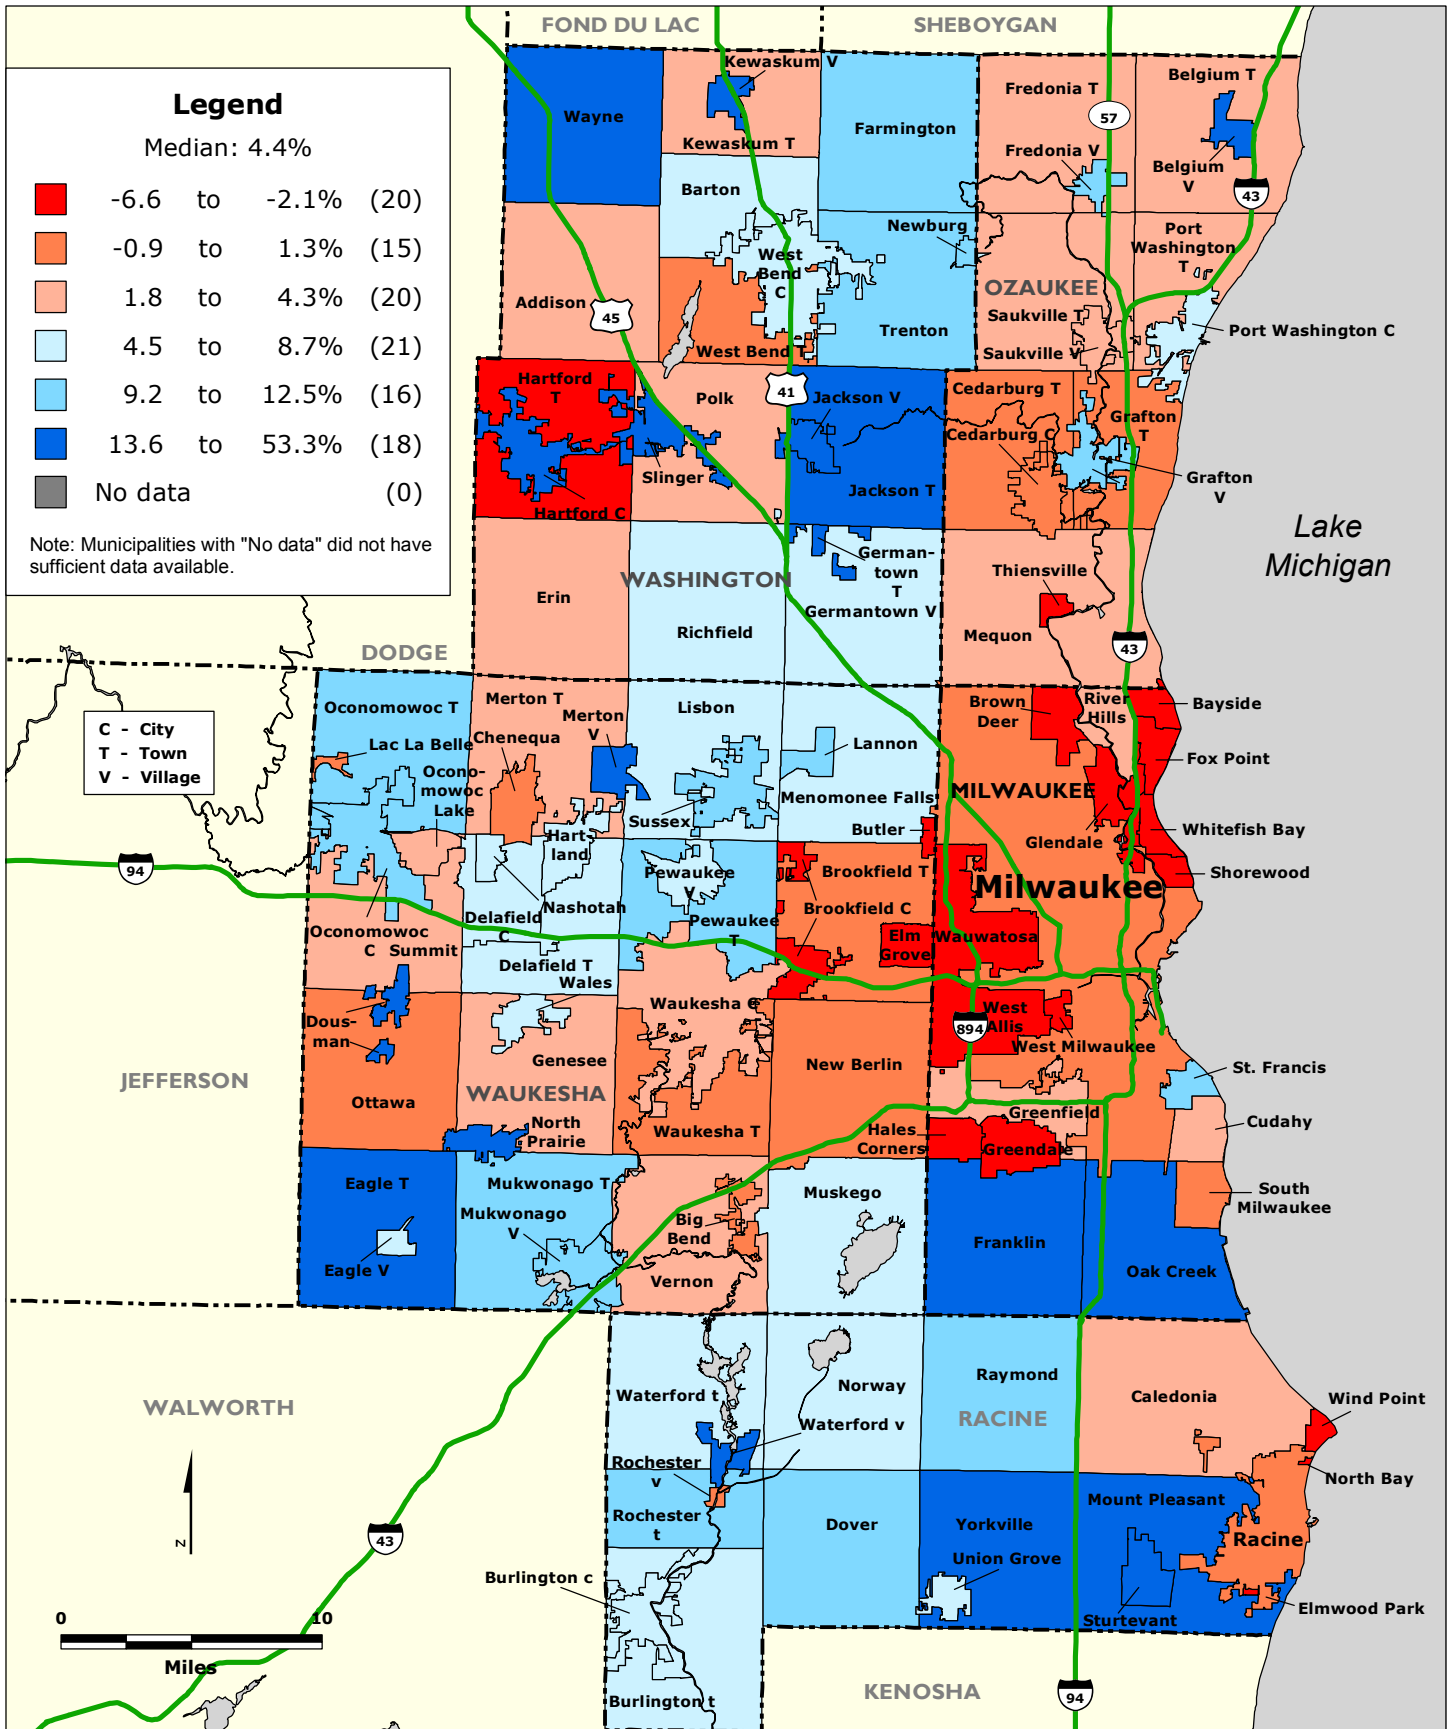 FOND DU LAC
SHEBOYGAN
Legend
Median: 4.4%
-6.6 to -2.1% (20)
-0.9 to 1.3% (15)
1.8 to 4.3% (20)
4.5 to 8.7% (21)
9.2 to 12.5% (16)
13.6 to 53.3% (18)
No data (0)
Note: Municipalities with "No data" did not have
sufficient data available.
C - City
T - Town
V - Village
Kewaskum V
Wayne
Kewaskum T
Farmington
Fredonia T
57
Belgium T
Fredonia V
Belgium
V
43
Barton
Newburg
Port
Washington
T
West
Bend
C
OZAUKEE
Addison
45
Saukville T
Trenton
Port Washington C
West Bend T
Saukville V
Hartford
T
Polk
41
Jackson V
Cedarburg T
Grafton
T
Cedarburg C
Slinger
Jackson T
Grafton
V
Hartford C
Lake
Michigan
German-
town
T
Thiensville
WASHINGTON
Erin
Germantown V
Richfield
Mequon
43
DODGE
Oconomowoc T
Merton T
Merton
V
Lisbon
Brown
Deer
River
Hills
Bayside
Lac La Belle
Chenequa
Lannon
Fox Point
Ocono-
mowoc
Lake
MILWAUKEE
Menomonee Falls
Sussex
Butler
Whitefish Bay
Hart-
land
Glendale
94
Pewaukee
V
Brookfield T
Shorewood
Milwaukee
Nashotah
Brookfield C
Delafield
C
Pewaukee
T
Oconomowoc
C
Summit
Elm
Grove
Wauwatosa
Delafield T
Wales
Waukesha C
West
Allis
894
Dous-
man
West Milwaukee
Genesee
New Berlin
St. Francis
JEFFERSON
WAUKESHA
Ottawa
Greenfield
Cudahy
North
Prairie
Waukesha T
Hales
Corners
Greendale
Eagle T
Mukwonago T
Muskego
South
Milwaukee
Mukwonago
V
Big
Bend
Franklin
Eagle V
Vernon
Oak Creek
WALWORTH
Waterford t
Norway
Raymond
Caledonia
Wind Point
RACINE
Waterford v
Rochester
v
North Bay
Mount Pleasant
Rochester
t
Dover
Yorkville
Racine
43
N
Union Grove
Burlington c
Elmwood Park
Sturtevant
0 10
Miles
KENOSHA
94
Burlington t